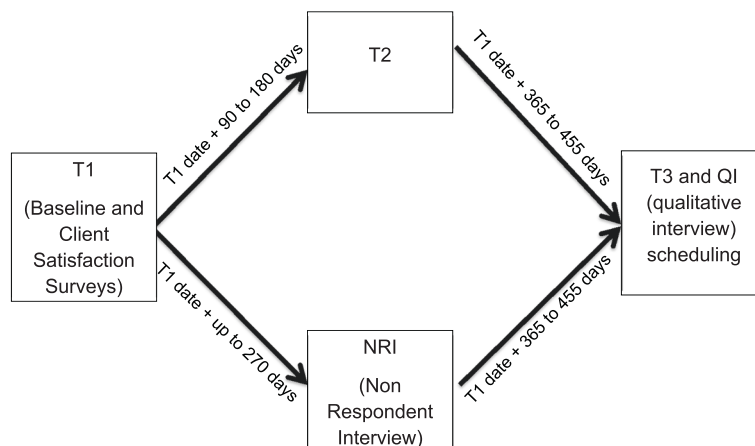 T1
(Baseline and
Client
Satisfaction
Surveys)
T1 date + 90 to 180 days
T2
T1 date + 365 to 455 days
T1 date + up to 270 days
NRI
(Non
Respondent
Interview)
T1 date + 365 to 455 days
T3 and QI
(qualitative
interview)
scheduling